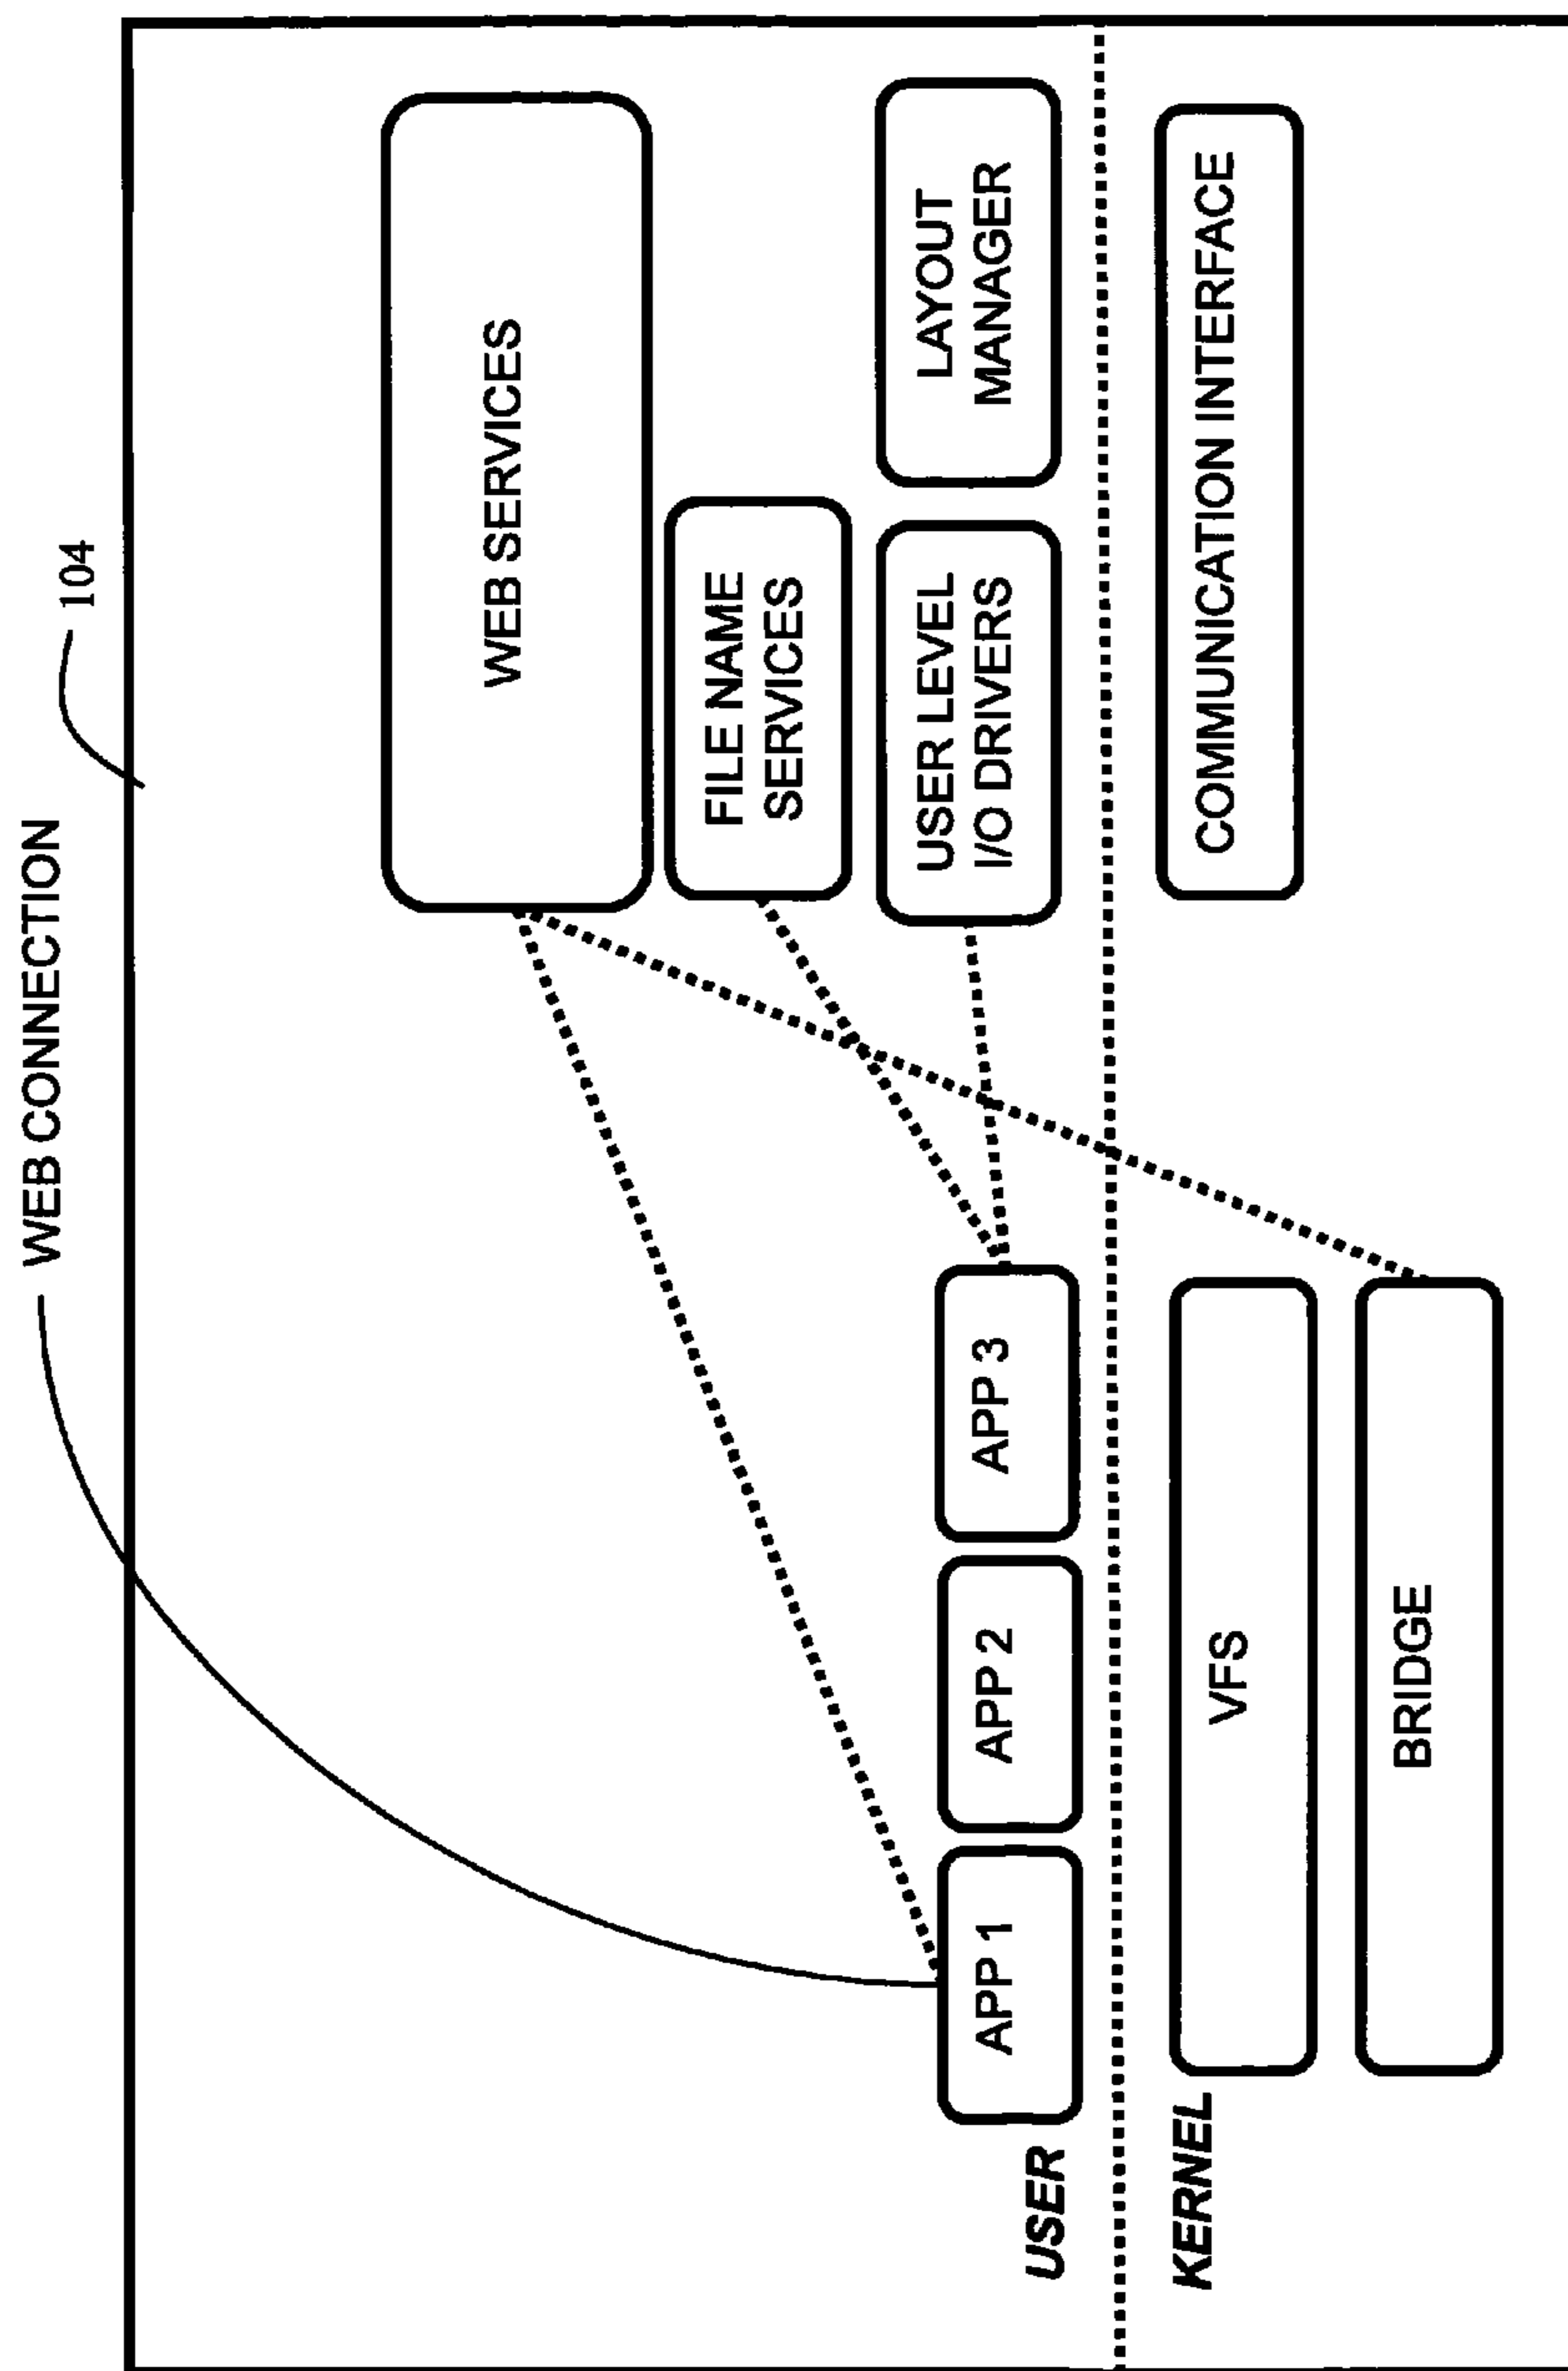 WEB CONNECTION
104
WEB SERVICES
FILE NAME
SERVICES
USER LEVEL
I/O DRIVERS
LAYOUT
MANAGER
APP 1
APP 2
APP 3
USER
KERNEL
VFS
COMMUNICATION INTERFACE
BRIDGE